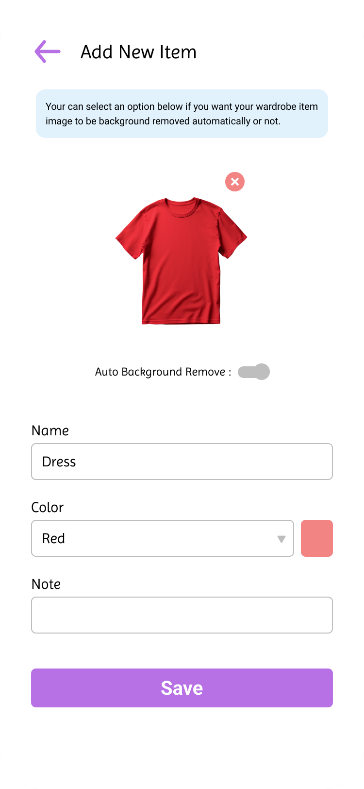 Add New Item
Your can select an option below if you want your wardrobe item
image to be background removed automatically or not.
Auto Background Remove :
Name
Dress
Color
Red
Note
Save